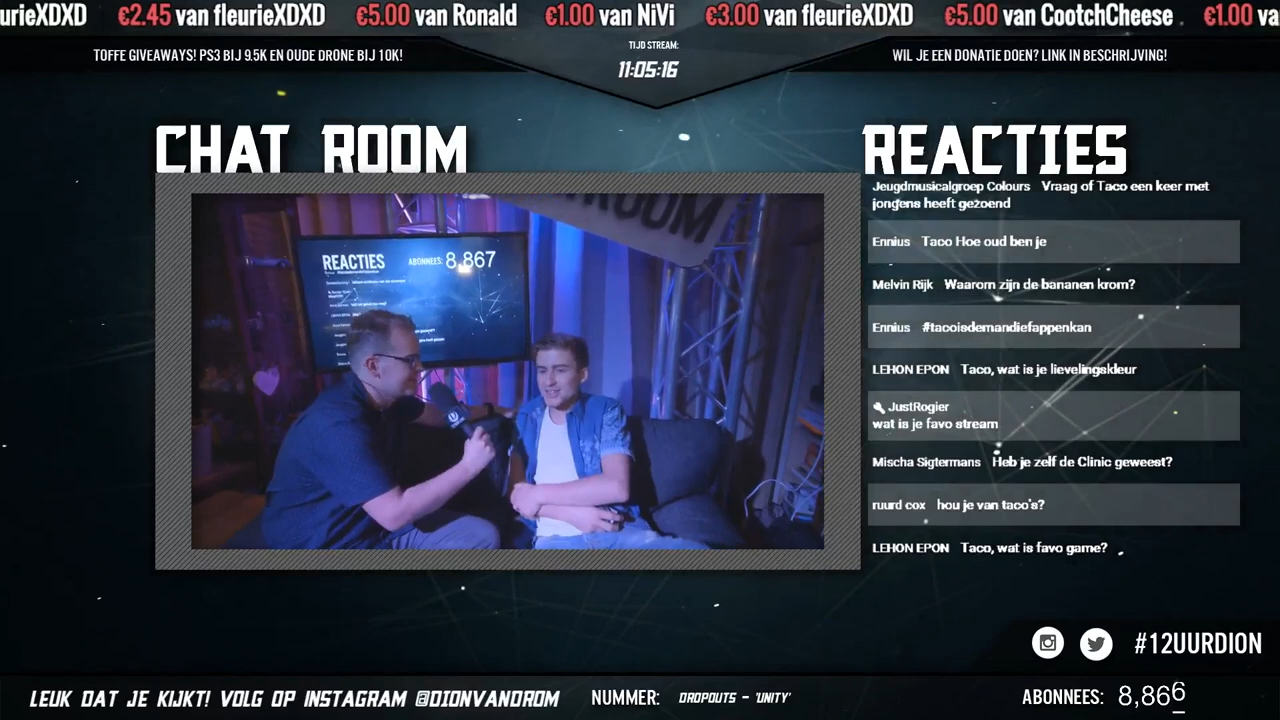 urieXDXD €2.45 van fleurieXDXD €5.00 van Ronald €1.00 van NiVi €3.00 van fleurieXDXD €5.00 van CootchCheese €1.00 va
TOFFE GIVEAWAYS! PS3 BIJ 9.5K EN OUDE DRONE BIJ 10K!
TIJD STREAM:
11:05:16
WIL JE EEN DONATIE DOEN? LINK IN BESCHRIJVING!
CHAT ROOM
REACTIES
Jeugdmusicalgroep Colours Vraag of Taco een keer met
jongens heeft gezoend
Ennius Taco Hoe oud ben je
Melvin Rijk Waarom zijn de bananen krom?
Ennius #tacoisdemandiefappenkan
LEHON EPON Taco, wat is je lievelingskleur
JustRogier
wat is je favo stream
Mischa Sigtermans Heb je zelf de Clinic geweest?
ruurd cox hou je van taco's?
LEHON EPON Taco, wat is favo game?
REACTIES
ABONNEES: 8,867
#12UURDION
LEUK DAT JE KIJKT! VOLG OP INSTAGRAM @DIONVANDROM
NUMMER: DROPOUTS - 'UNITY'
ABONNEES: 8,866